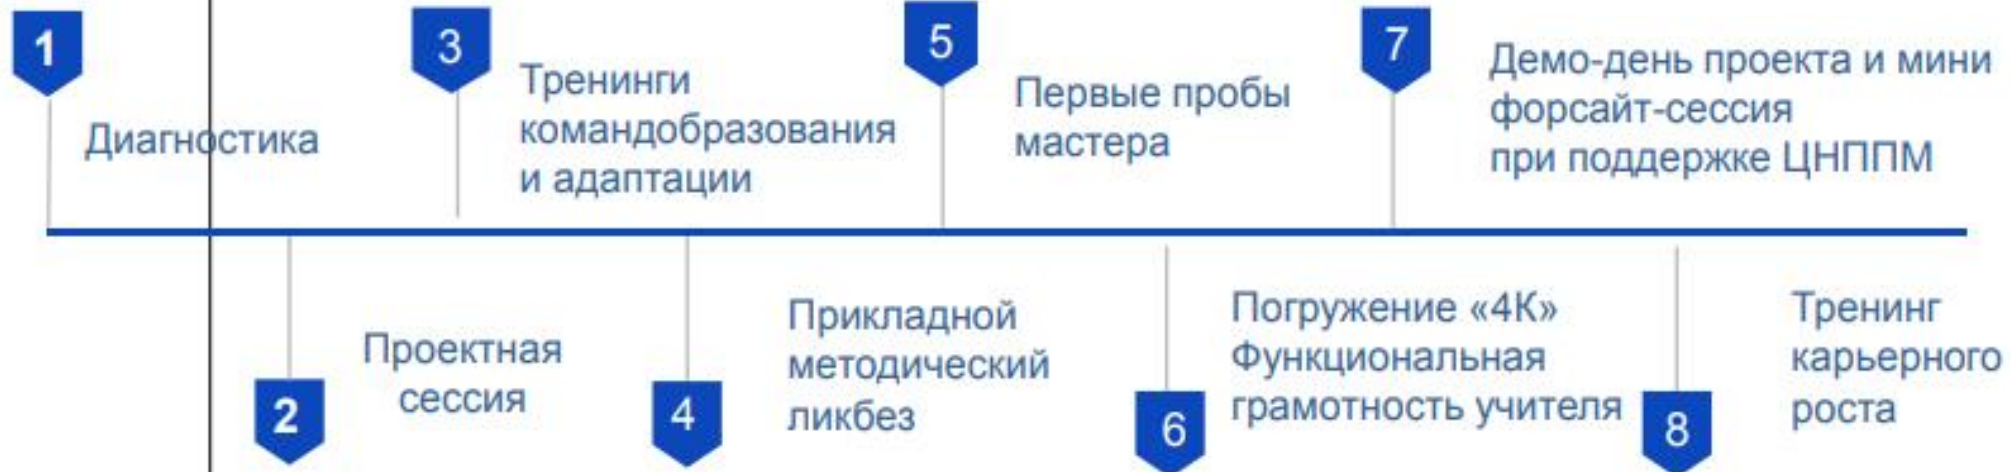 1
Диагностика
2
Проектная
сессия
3
Тренинги
командобразования
и адаптации
4
Прикладной
методический
ликбез
5
Первые пробы
мастера
6
Погружение «4К»
Функциональная
грамотность учителя
7
Демо-день проекта и мини
форсайт-сессия
при поддержке ЦНППМ
8
Тренинг
карьерного
роста